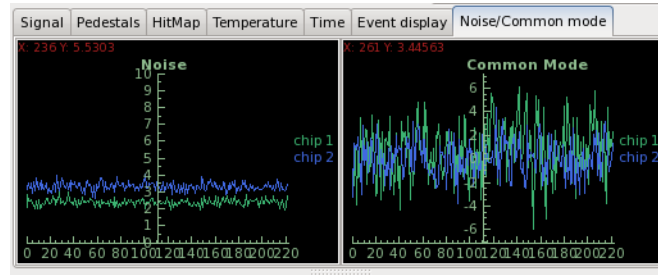 Signal Pedestals HitMap Temperature Time Event display Noise/Common mode
X: 236 Y: 5.5303
Noise
10
9
8
7
6
5
4
3
2
1
0
chip 1
chip 2
0 20 40 60 80 100 120 140 160 180 200 220
X: 261 Y: 3.44563
Common Mode
6
4
2
-2
-4
-6
chip 1
chip 2
0 20 40 60 80 100 120 140 160 180 200 220